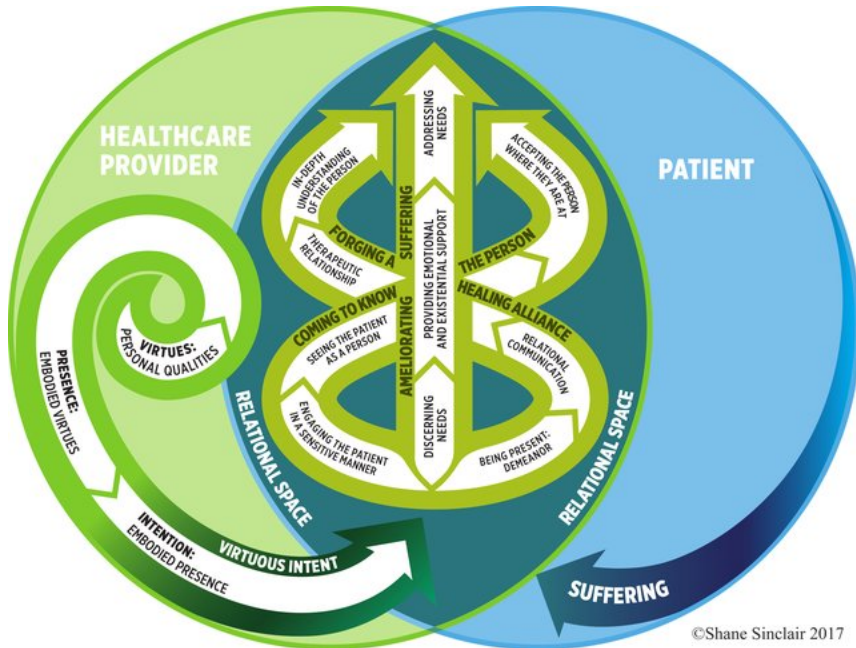 HEALTHCARE
PROVIDER
PATIENT
VIRTUES:
PERSONAL QUALITIES
PRESENCE:
EMBODIED VIRTUES
INTENTION:
EMBODIED PRESENCE
VIRTUOUS INTENT
RELATIONAL SPACE
RELATIONAL SPACE
SUFFERING
FORGING A
HEALING ALLIANCE
COMING TO KNOW
THE PERSON
AMELIORATING
SUFFERING
IN-DEPTH
UNDERSTANDING
OF THE PERSON
THERAPEUTIC
RELATIONSHIP
SEEING THE PATIENT
AS A PERSON
ENGAGING THE PATIENT
IN A SENSITIVE MANNER
ADDRESSING
NEEDS
PROVIDING EMOTIONAL
AND EXISTENTIAL SUPPORT
DISCERNING
NEEDS
ACCEPTING THE PERSON
WHERE THEY ARE AT
RELATIONAL
COMMUNICATION
BEING PRESENT:
DEMEANOR
©Shane Sinclair 2017